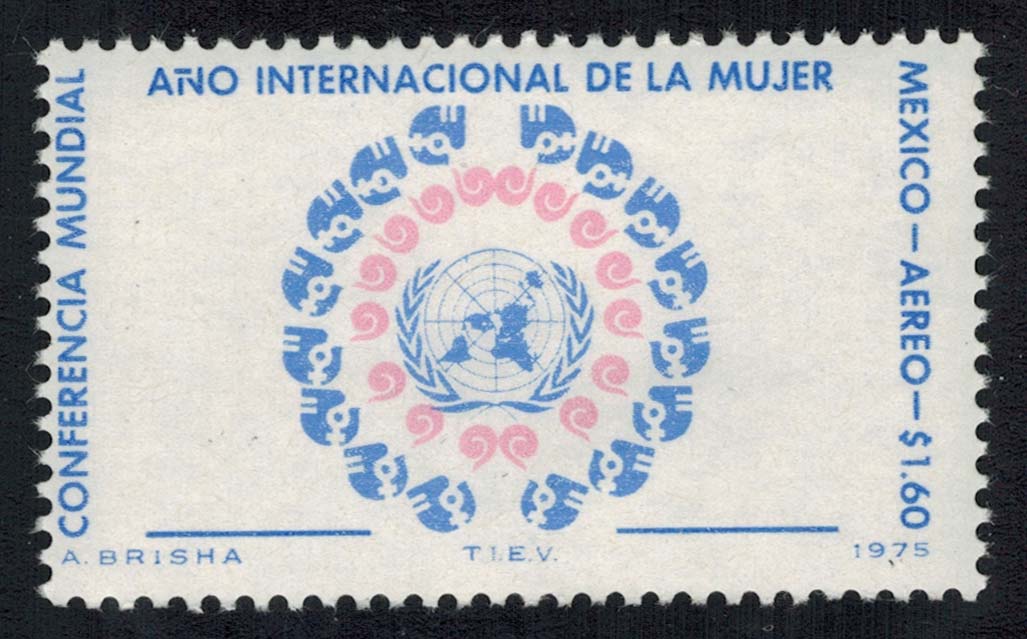 AÑO INTERNACIONAL DE LA MUJER
CONFERENCIA MUNDIAL
MEXICO — AEREO — $1.60
A. BRISHA
T.I.E.V.
1975